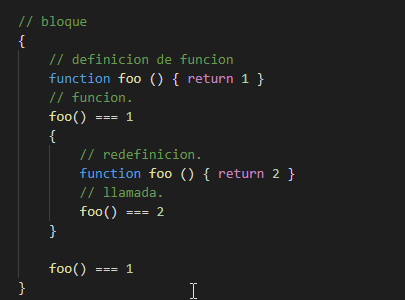 // bloque
{
// definicion de funcion
function foo () { return 1 }
// funcion.
foo() === 1
{
// redefinicion.
function foo () { return 2 }
// llamada.
foo() === 2
}
foo() === 1
}